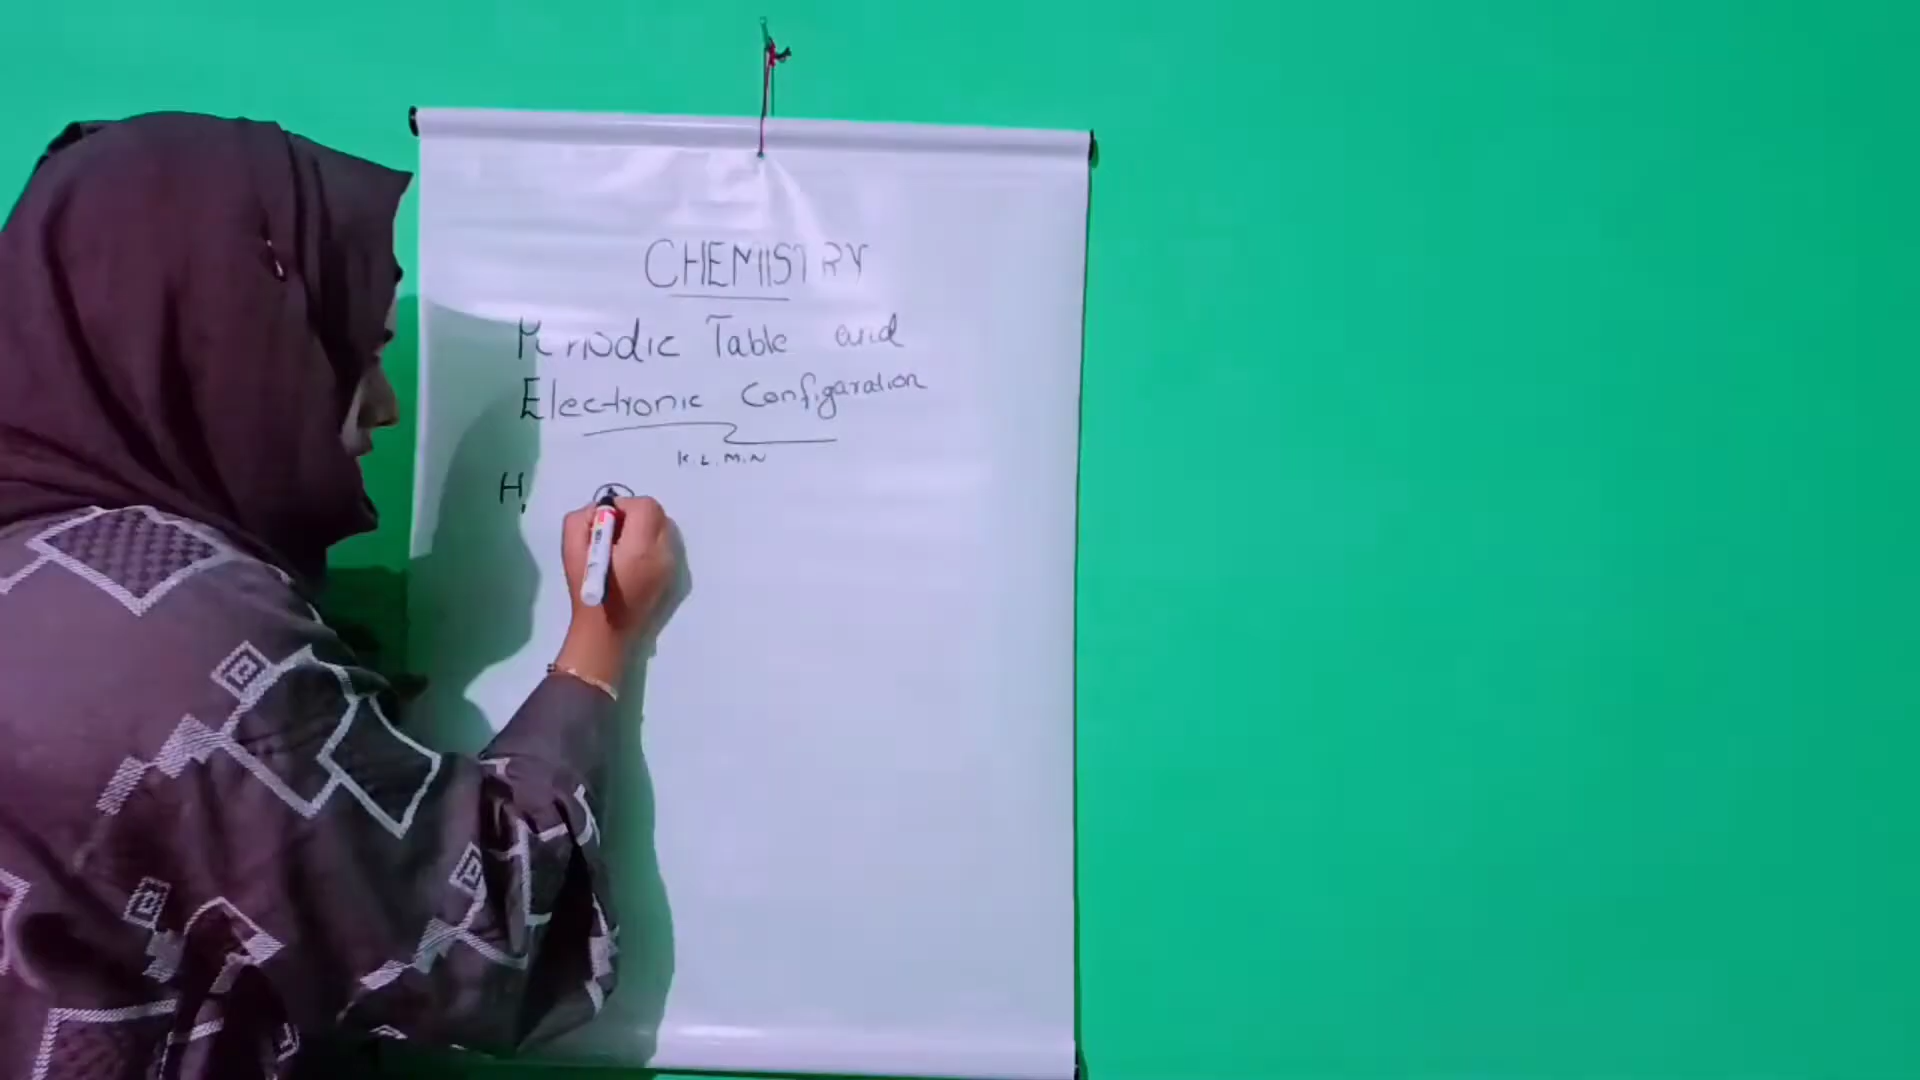 CHEMISTRY
Periodic Table and
Electronic Configaration
K.L.M.N
H,